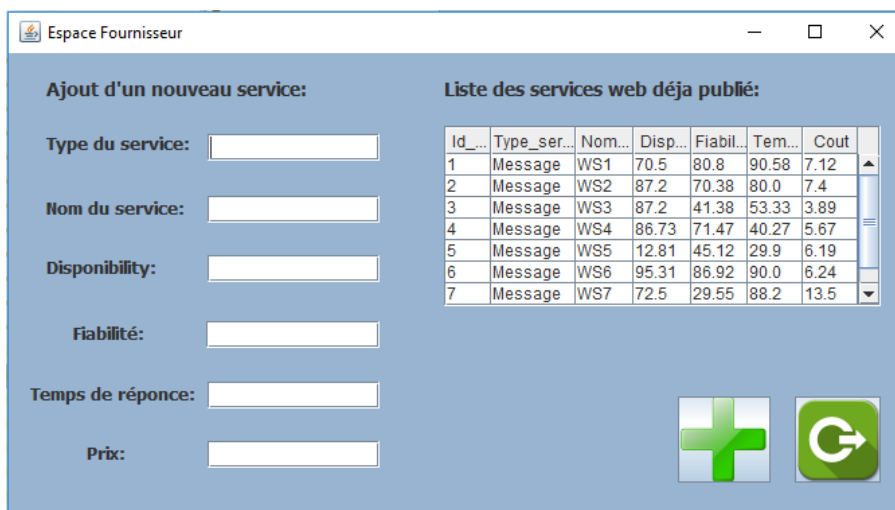 Espace Fournisseur
Ajout d'un nouveau service:
Type du service:
Nom du service:
Disponibility:
Fiabilité:
Temps de réponce:
Prix:
Liste des services web déja publié:
Id_... Type_ser... Nom... Disp... Fiabil... Tem... Cout
1 Message WS1 70.5 80.8 90.58 7.12
2 Message WS2 87.2 70.38 80.0 7.4
3 Message WS3 87.2 41.38 53.33 3.89
4 Message WS4 86.73 71.47 40.27 5.67
5 Message WS5 12.81 45.12 29.9 6.19
6 Message WS6 95.31 86.92 90.0 6.24
7 Message WS7 72.5 29.55 88.2 13.5